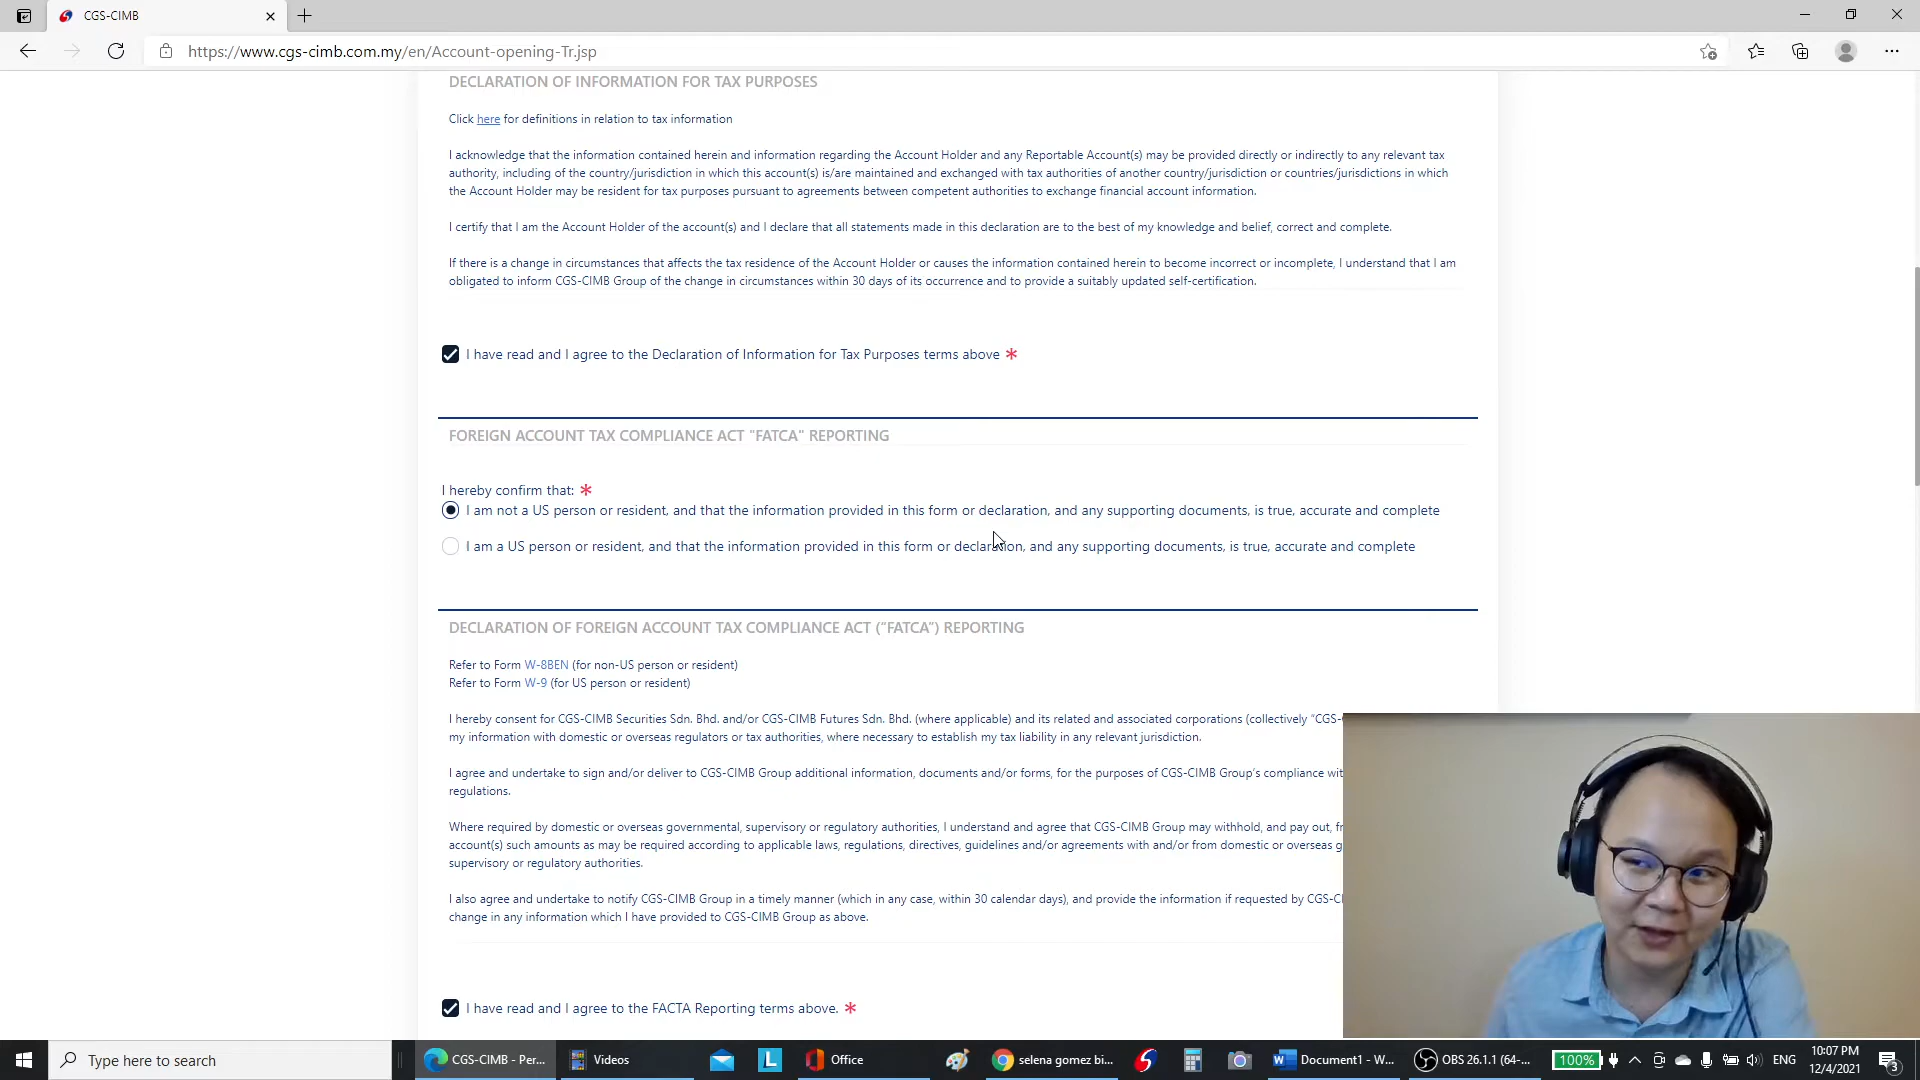 CGS-CIMB
https://www.cgs-cimb.com.my/en/Account-opening-Tr.jsp
DECLARATION OF INFORMATION FOR TAX PURPOSES
Click here for definitions in relation to tax information
I acknowledge that the information contained herein and information regarding the Account Holder and any Reportable Account(s) may be provided directly or indirectly to any relevant tax
authority, including of the country/jurisdiction in which this account(s) is/are maintained and exchanged with tax authorities of another country/jurisdiction or countries/jurisdictions in which
the Account Holder may be resident for tax purposes pursuant to agreements between competent authorities to exchange financial account information.
I certify that I am the Account Holder of the account(s) and I declare that all statements made in this declaration are to the best of my knowledge and belief, correct and complete.
If there is a change in circumstances that affects the tax residence of the Account Holder or causes the information contained herein to become incorrect or incomplete, I understand that I am
obligated to inform CGS-CIMB Group of the change in circumstances within 30 days of its occurrence and to provide a suitably updated self-certification.
I have read and I agree to the Declaration of Information for Tax Purposes terms above *
FOREIGN ACCOUNT TAX COMPLIANCE ACT "FATCA" REPORTING
I hereby confirm that: *
I am not a US person or resident, and that the information provided in this form or declaration, and any supporting documents, is true, accurate and complete
I am a US person or resident, and that the information provided in this form or declaration, and any supporting documents, is true, accurate and complete
DECLARATION OF FOREIGN ACCOUNT TAX COMPLIANCE ACT ("FATCA") REPORTING
Refer to Form W-8BEN (for non-US person or resident)
Refer to Form W-9 (for US person or resident)
I hereby consent for CGS-CIMB Securities Sdn. Bhd. and/or CGS-CIMB Futures Sdn. Bhd. (where applicable) and its related and associated corporations (collectively "CGS-
my information with domestic or overseas regulators or tax authorities, where necessary to establish my tax liability in any relevant jurisdiction.
I agree and undertake to sign and/or deliver to CGS-CIMB Group additional information, documents and/or forms, for the purposes of CGS-CIMB Group's compliance wit
regulations.
Where required by domestic or overseas governmental, supervisory or regulatory authorities, I understand and agree that CGS-CIMB Group may withhold, and pay out, fr
account(s) such amounts as may be required according to applicable laws, regulations, directives, guidelines and/or agreements with and/or from domestic or overseas g
supervisory or regulatory authorities.
I also agree and undertake to notify CGS-CIMB Group in a timely manner (which in any case, within 30 calendar days), and provide the information if requested by CGS-C
change in any information which I have provided to CGS-CIMB Group as above.
I have read and I agree to the FACTA Reporting terms above. *
Type here to search
CGS-CIMB - Per...
Videos
L
Office
selena gomez bi...
Document1 - W...
OBS 26.1.1 (64-...
100%
ENG
10:07 PM
12/4/2021
3